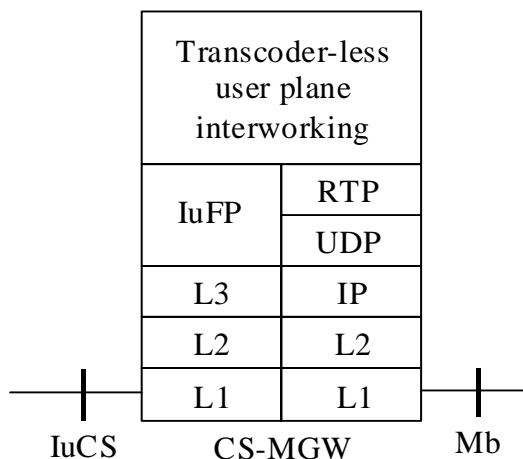 Transcoder-less
user plane
interworking
IuFP
RTP
UDP
L3
IP
L2
L2
L1
L1
IuCS
CS-MGW
Mb